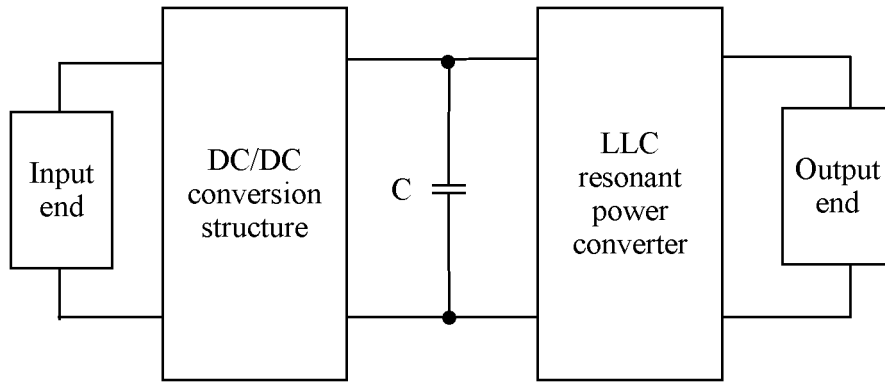 Input
end
DC/DC
conversion
structure
C
LLC
resonant
power
converter
Output
end